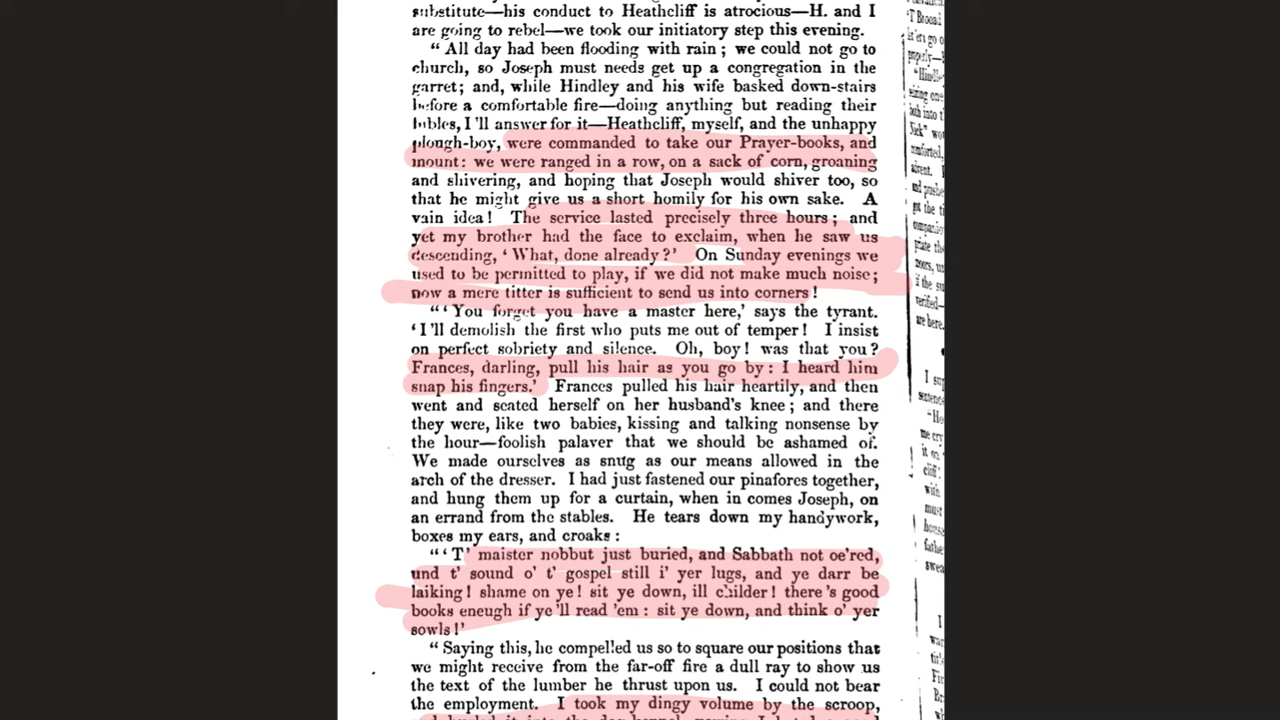 substitute—his conduct to Heathcliff is atrocious—H. and I
are going to rebel—we took our initiatory step this evening.
“ All day had been flooding with rain ; we could not go to
church, so Joseph must needs get up a congregation in the
garret; and, while Hindley and his wife basked down-stairs
before a comfortable fire—doing anything but reading their
bibles, I'll answer for it—Heathcliff, myself, and the unhappy
plough-boy, were commanded to take our Prayer-books, and
mount: we were ranged in a row, on a sack of corn, groaning
and shivering, and hoping that Joseph would shiver too, so
that he might give us a short homily for his own sake. A
vain idea! The service lasted precisely three hours; and
yet my brother had the face to exclaim, when he saw us
descending, ‘ What, done already?’ On Sunday evenings we
used to be permitted to play, if we did not make much noise;
now a mere titter is sufficient to send us into corners!
“‘You forget you have a master here,’ says the tyrant.
‘I'll demolish the first who puts me out of temper! I insist
on perfect sobriety and silence. Oh, boy! was that you?
Frances, darling, pull his hair as you go by: I heard him
snap his fingers.’ Frances pulled his hair heartily, and then
went and seated herself on her husband's knee; and there
they were, like two babies, kissing and talking nonsense by
the hour—foolish palaver that we should be ashamed of.
We made ourselves as snug as our means allowed in the
arch of the dresser. I had just fastened our pinafores together,
and hung them up for a curtain, when in comes Joseph, on
an errand from the stables. He tears down my handywork,
boxes my ears, and croaks:
“‘T’ maister nobbut just buried, and Sabbath not oe'red,
und t’ sound o’ t’ gospel still i’ yer lugs, and ye darr be
laiking! shame on ye! sit ye down, ill childer! there's good
books eneugh if ye'll read 'em: sit ye down, and think o’ yer
sowls!’
“Saying this, he compelled us so to square our positions that
we might receive from the far-off fire a dull ray to show us
the text of the lumber he thrust upon us. I could not bear
the employment. I took my dingy volume by the scroop,